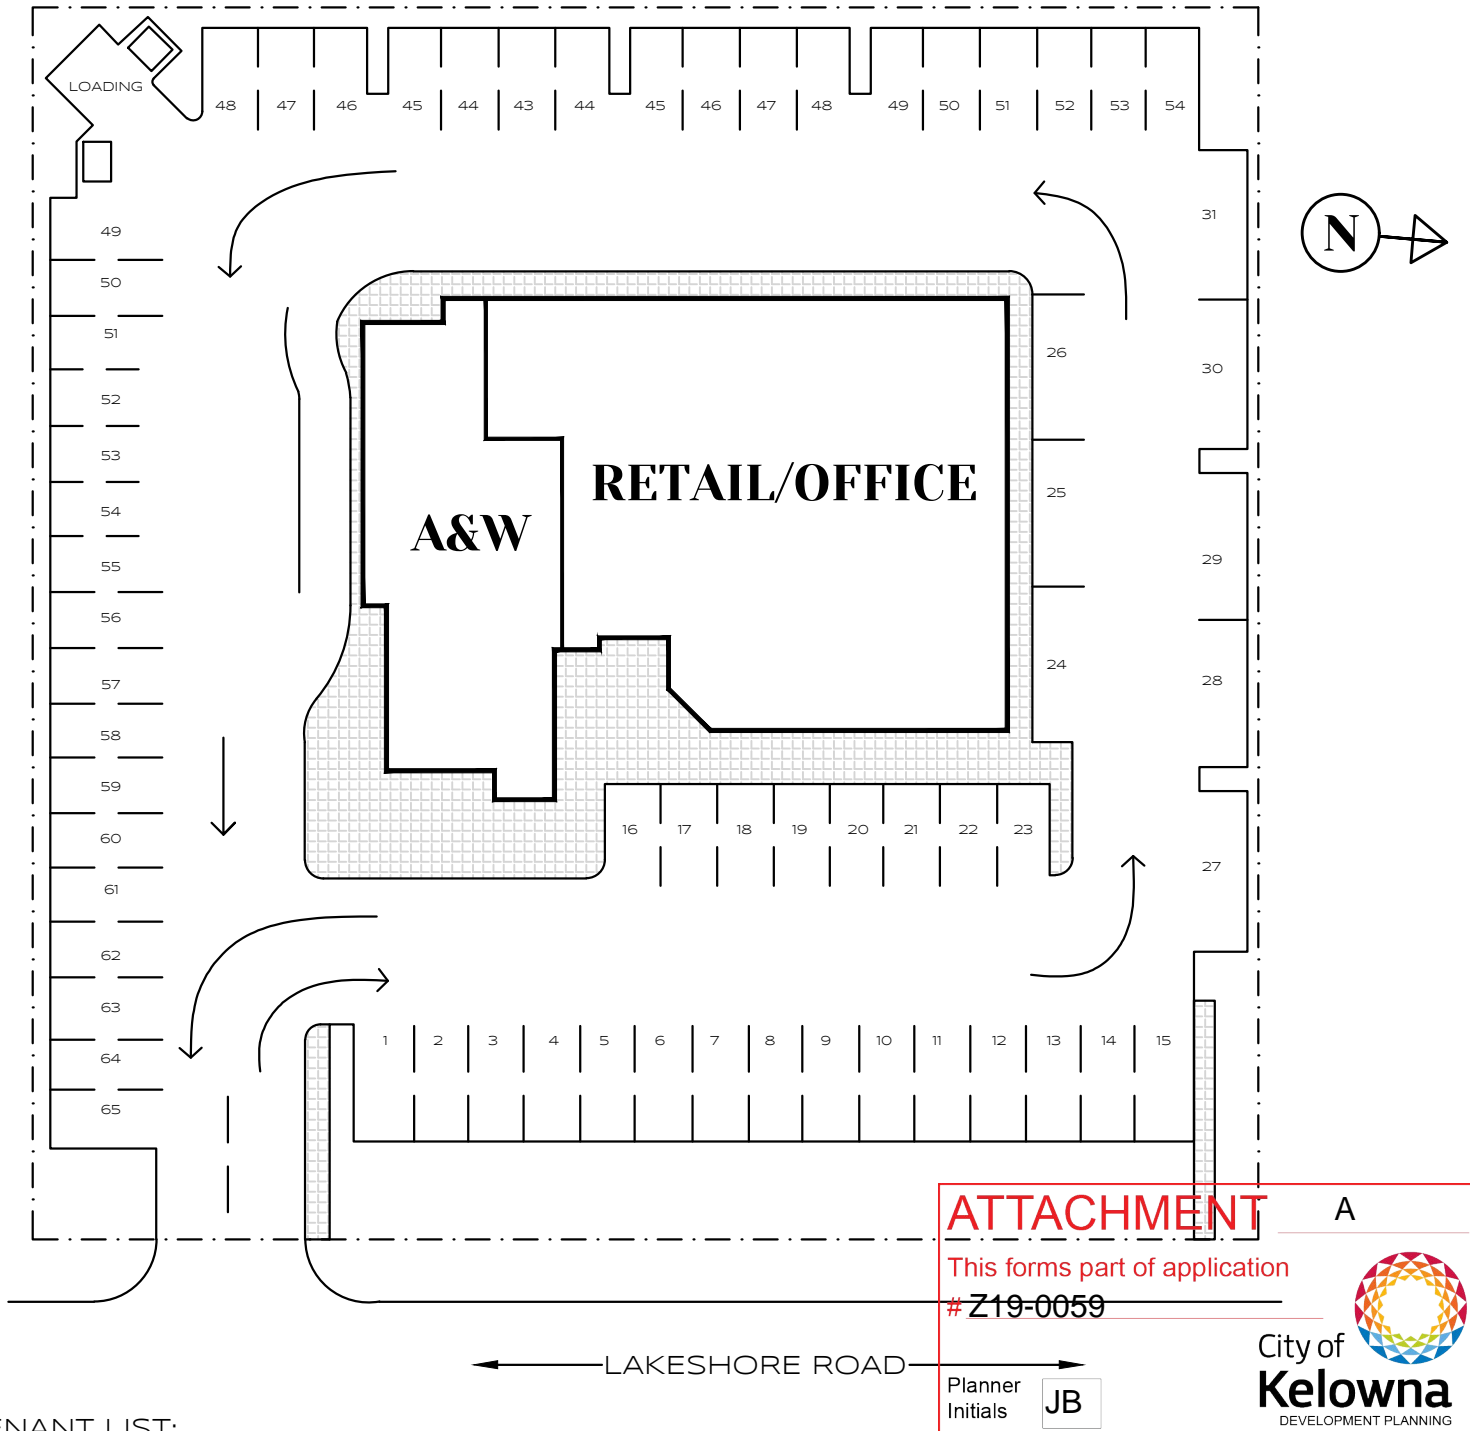 LOADING
48 47 46 45 44 43 44 45 46 47 48 49 50 51 52 53 54
49
50
51
52
53
54
55
56
57
58
59
60
61
62
63
64
65
31
30
29
28
27
26
25
24
N
RETAIL/OFFICE
A&W
16 17 18 19 20 21 22 23
1 2 3 4 5 6 7 8 9 10 11 12 13 14 15
ATTACHMENT A
This forms part of application
# Z19-0059
City of
Kelowna
DEVELOPMENT PLANNING
Planner
Initials JB
LAKESHORE ROAD
ENANT LIST: